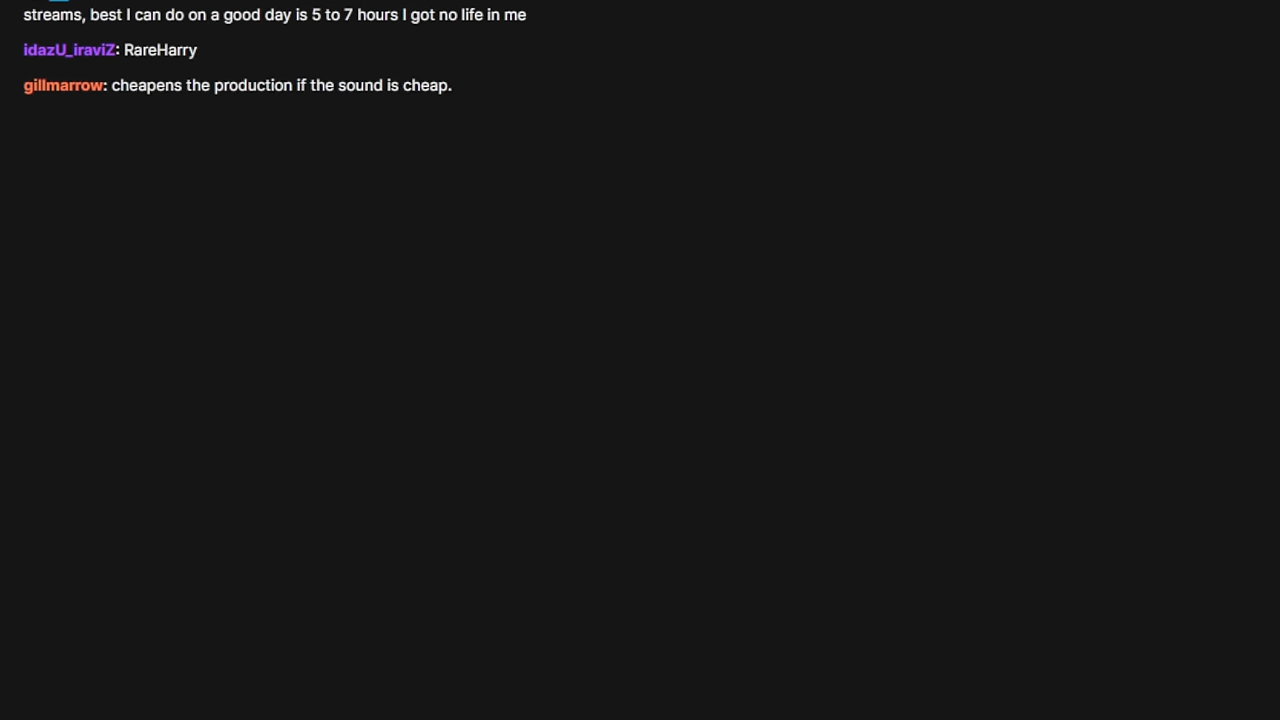 streams, best I can do on a good day is 5 to 7 hours I got no life in me
idazU_iraviZ: RareHarry
gillmarrow: cheapens the production if the sound is cheap.